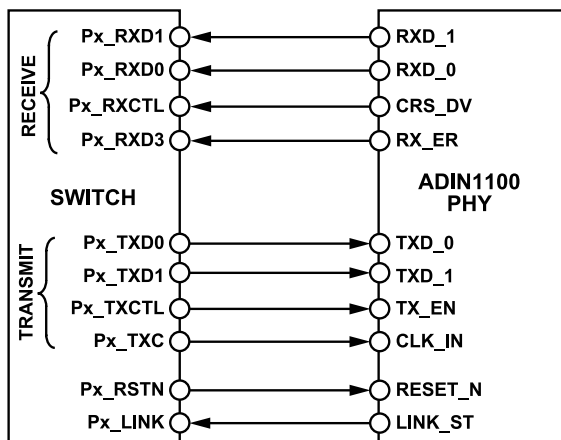 RECEIVE
Px_RXD1 RXD_1
Px_RXD0 RXD_0
Px_RXCTL CRS_DV
Px_RXD3 RX_ER
SWITCH
ADIN1100
PHY
TRANSMIT
Px_TXD0 TXD_0
Px_TXD1 TXD_1
Px_TXCTL TX_EN
Px_TXC CLK_IN
Px_RSTN RESET_N
Px_LINK LINK_ST